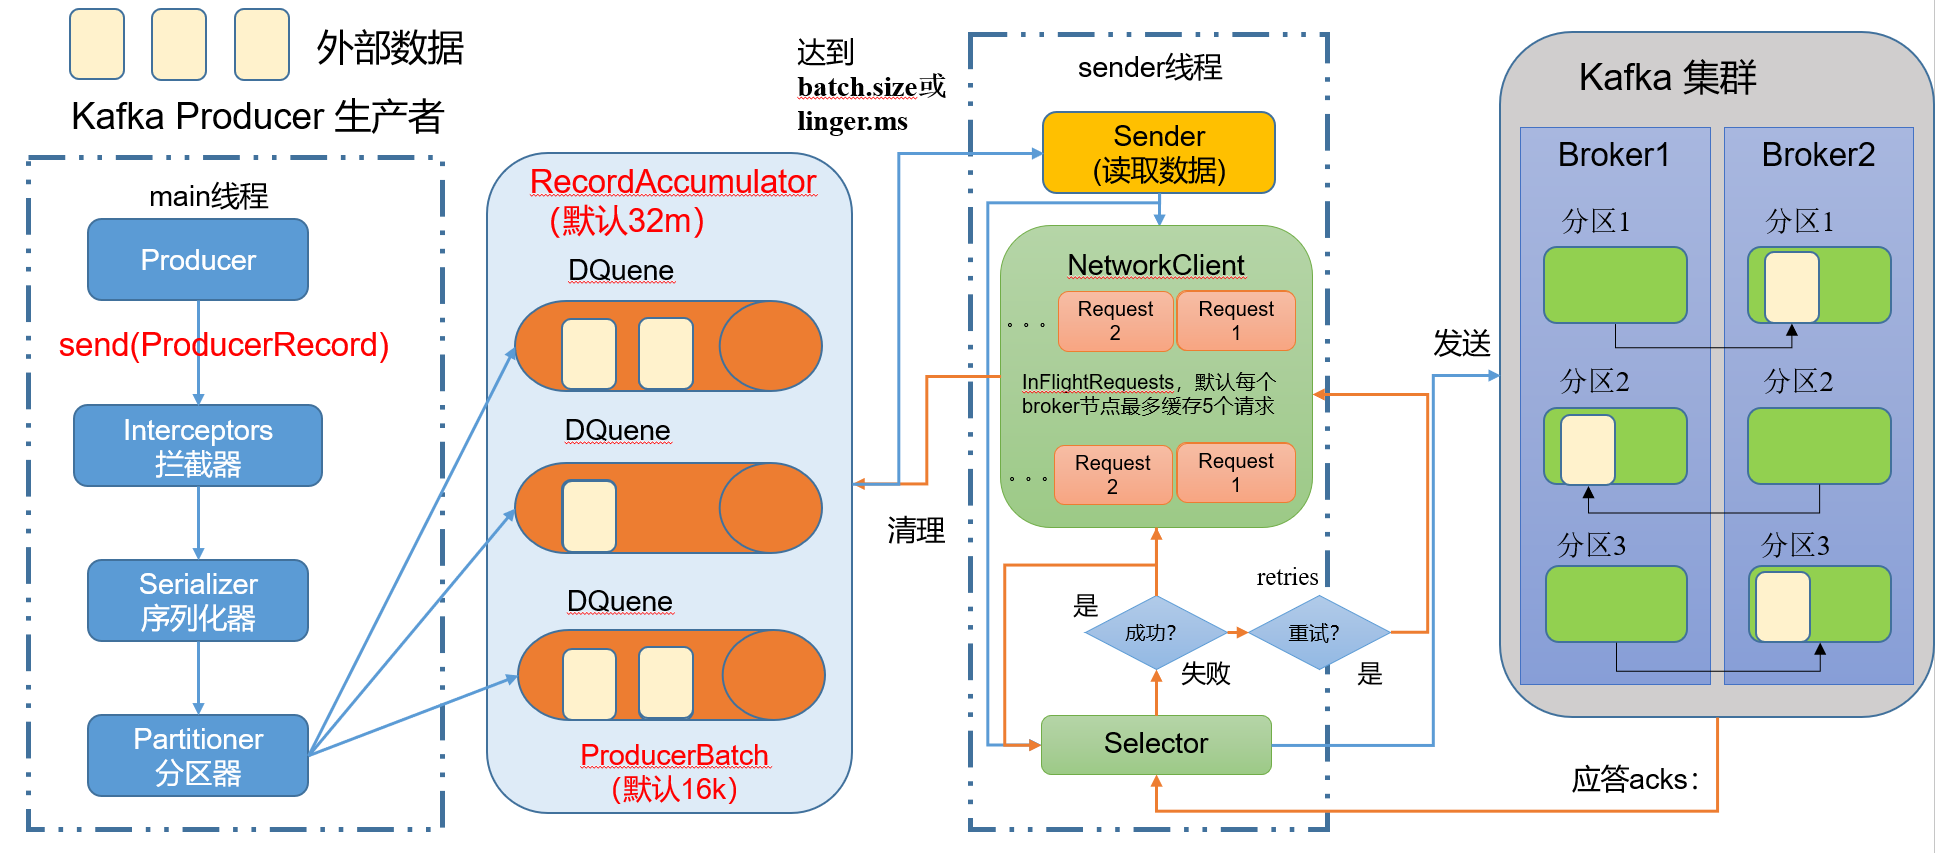 外部数据
Kafka Producer 生产者
main线程
Producer
send(ProducerRecord)
Interceptors
拦截器
Serializer
序列化器
Partitioner
分区器
RecordAccumulator
（默认32m）
DQuene
DQuene
DQuene
ProducerBatch
（默认16k）
达到
batch.size或
linger.ms
清理
sender线程
Sender
(读取数据)
NetworkClient
。。。
Request
2
Request
1
InFlightRequests，默认每个
broker节点最多缓存5个请求
。。。
Request
2
Request
1
retries
是
成功？
重试？
失败
是
Selector
发送
应答acks：
Kafka 集群
Broker1
分区1
分区2
分区3
Broker2
分区1
分区2
分区3